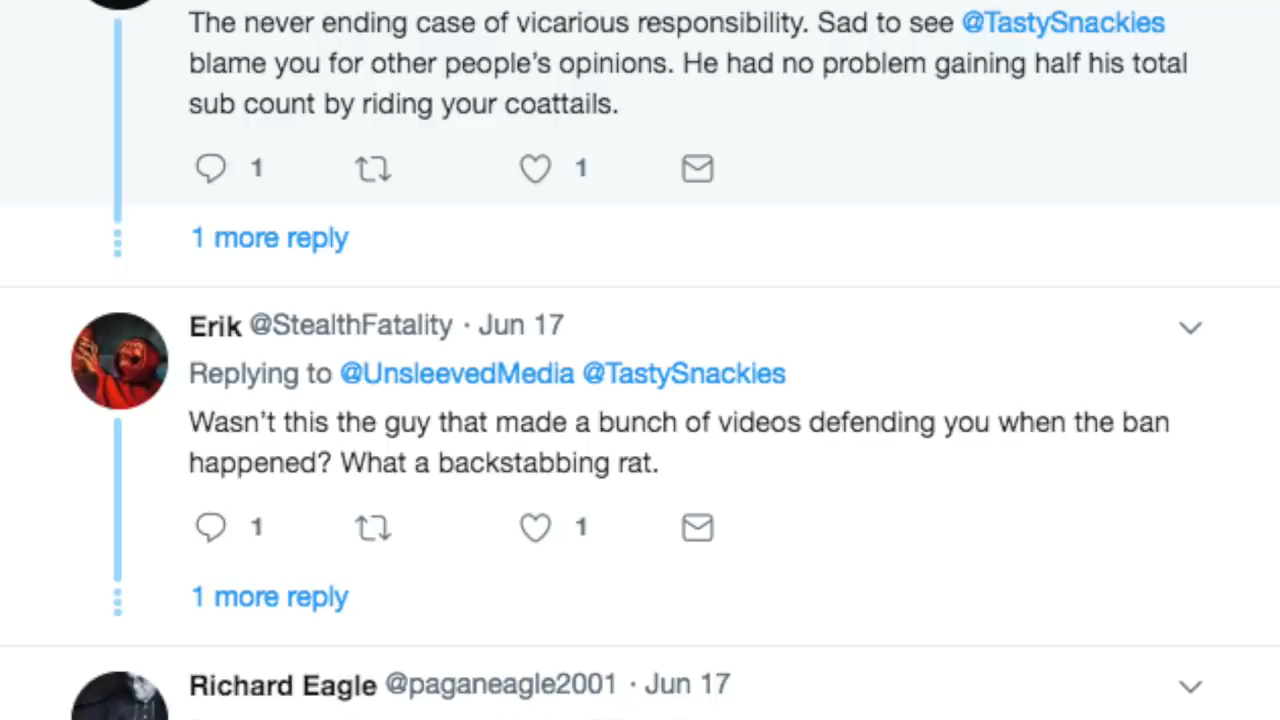 The never ending case of vicarious responsibility. Sad to see @TastySnackies
blame you for other people's opinions. He had no problem gaining half his total
sub count by riding your coattails.
1 1
1 more reply
Erik @StealthFatality · Jun 17
Replying to @UnsleevedMedia @TastySnackies
Wasn't this the guy that made a bunch of videos defending you when the ban
happened? What a backstabbing rat.
1 1
1 more reply
Richard Eagle @paganeagle2001 · Jun 17